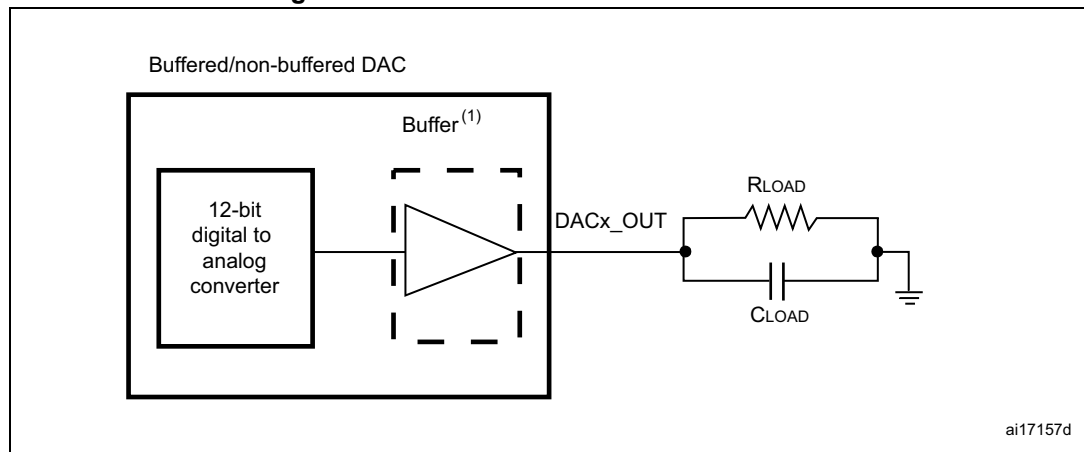 Buffered/non-buffered DAC
Buffer(1)
12-bit
digital to
analog
converter
DACx_OUT
RLOAD
CLOAD
ai17157d